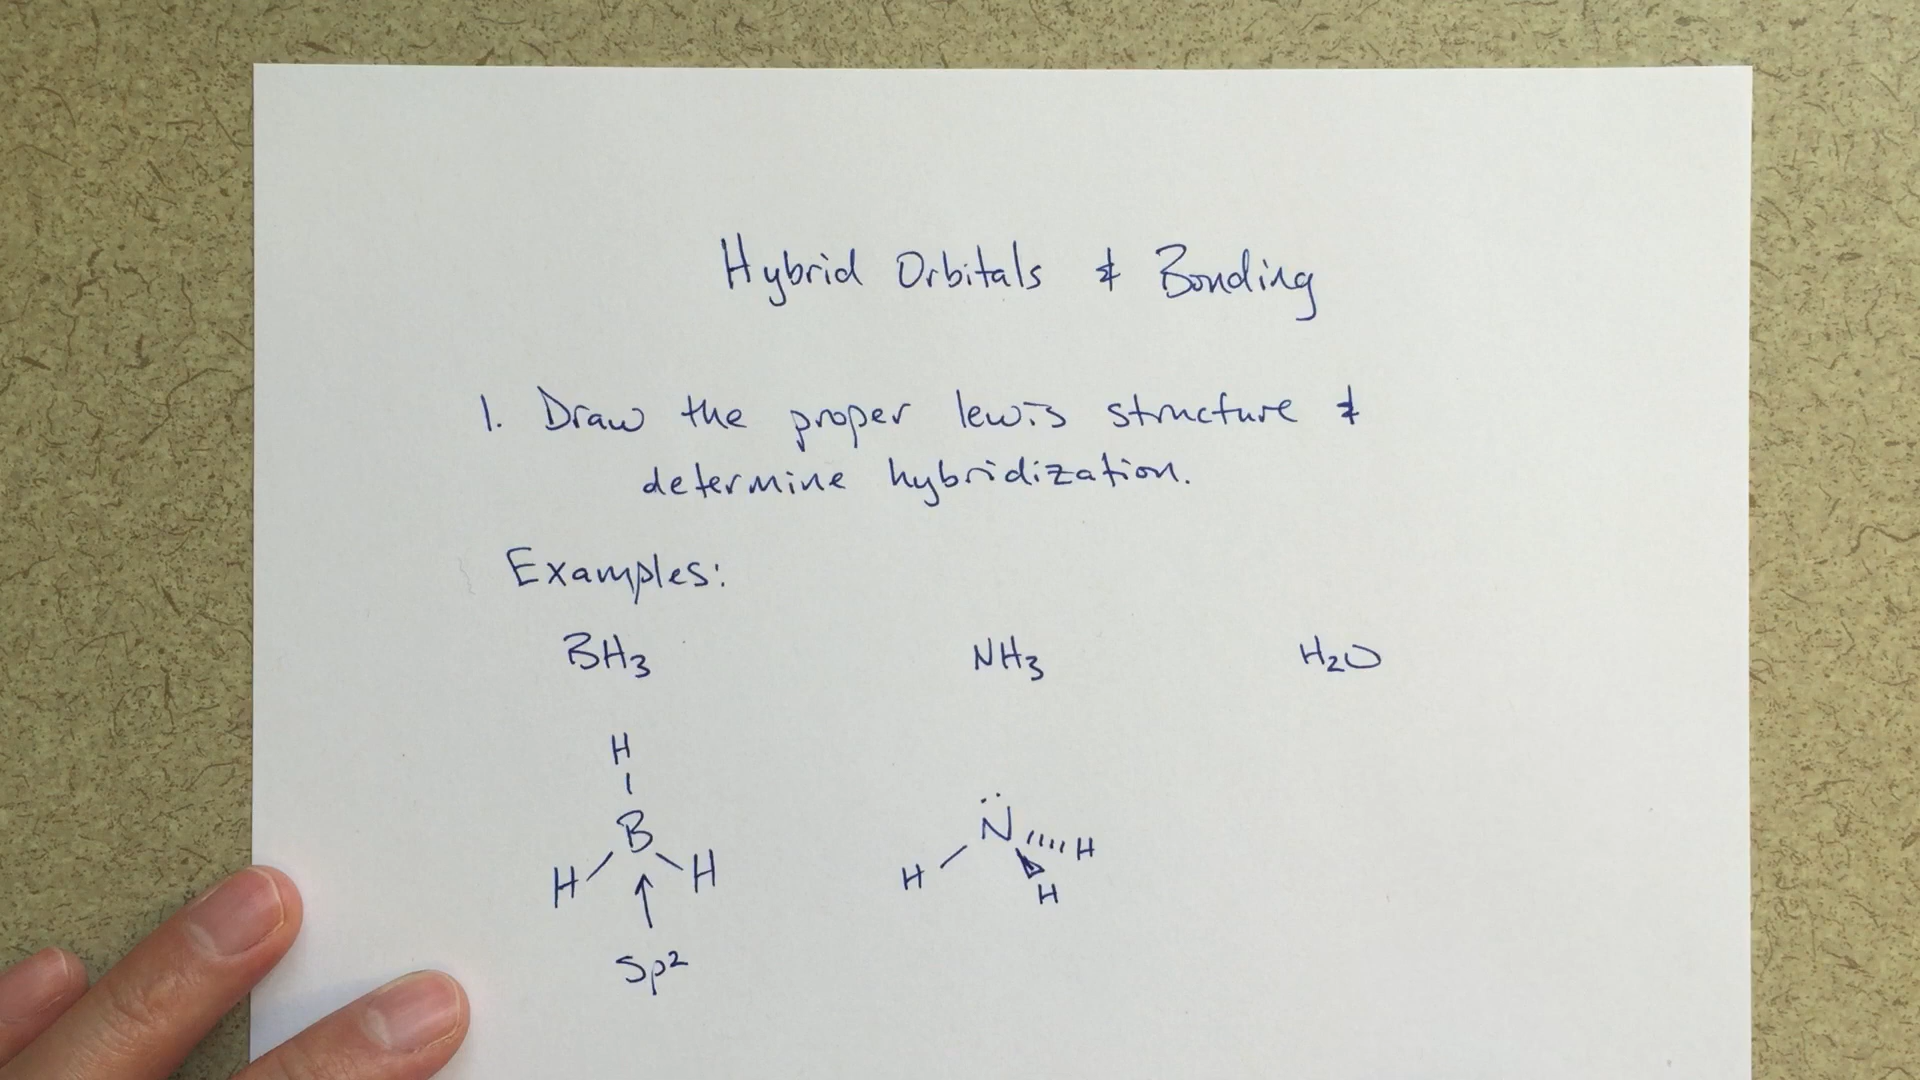 Hybrid Orbitals & Bonding
1. Draw the proper lewis structure &
determine hybridization.
Examples:
BH₃ NH₃ H₂O
H
B
H H
Sp²
N̈
H H
H